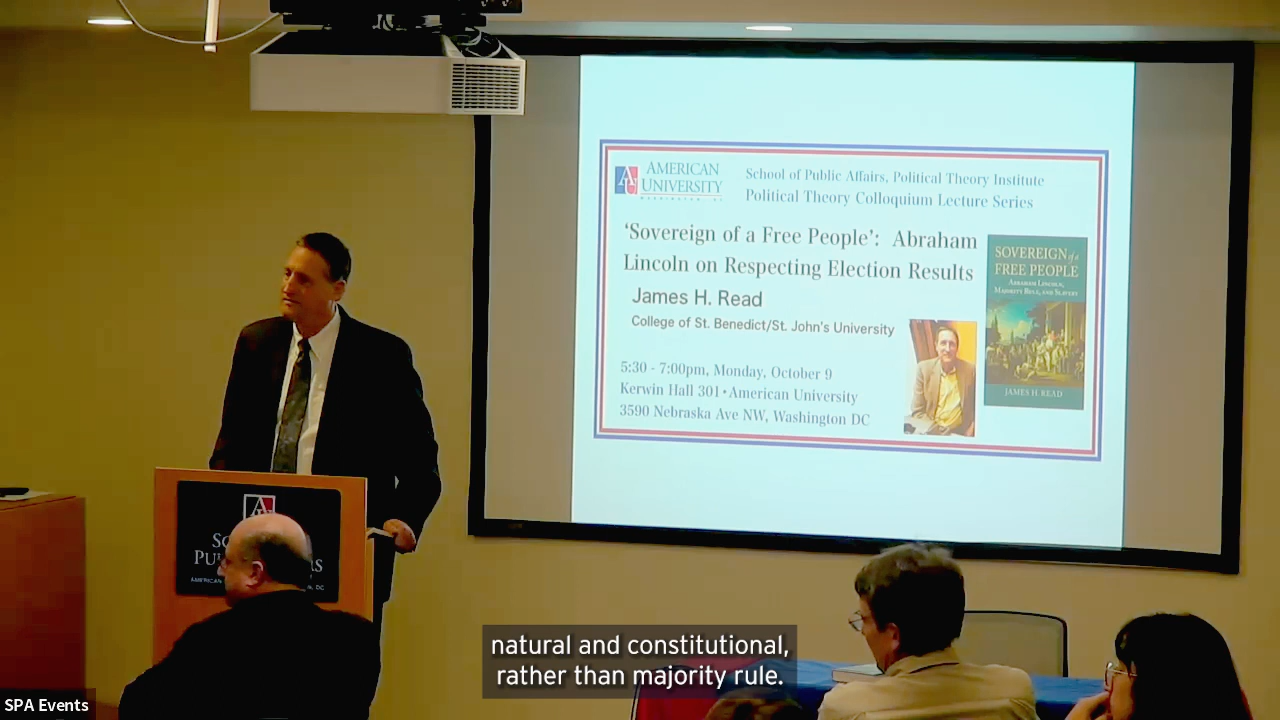 AMERICAN
UNIVERSITY
School of Public Affairs, Political Theory Institute
Political Theory Colloquium Lecture Series
'Sovereign of a Free People': Abraham
Lincoln on Respecting Election Results
James H. Read
College of St. Benedict/St. John's University
5:30 - 7:00pm, Monday, October 9
Kerwin Hall 301 • American University
3590 Nebraska Ave NW, Washington DC
SOVEREIGN of a
FREE PEOPLE
ABRAHAM LINCOLN,
MAJORITY RULE, AND SLAVERY
JAMES H. READ
natural and constitutional,
rather than majority rule.
SPA Events